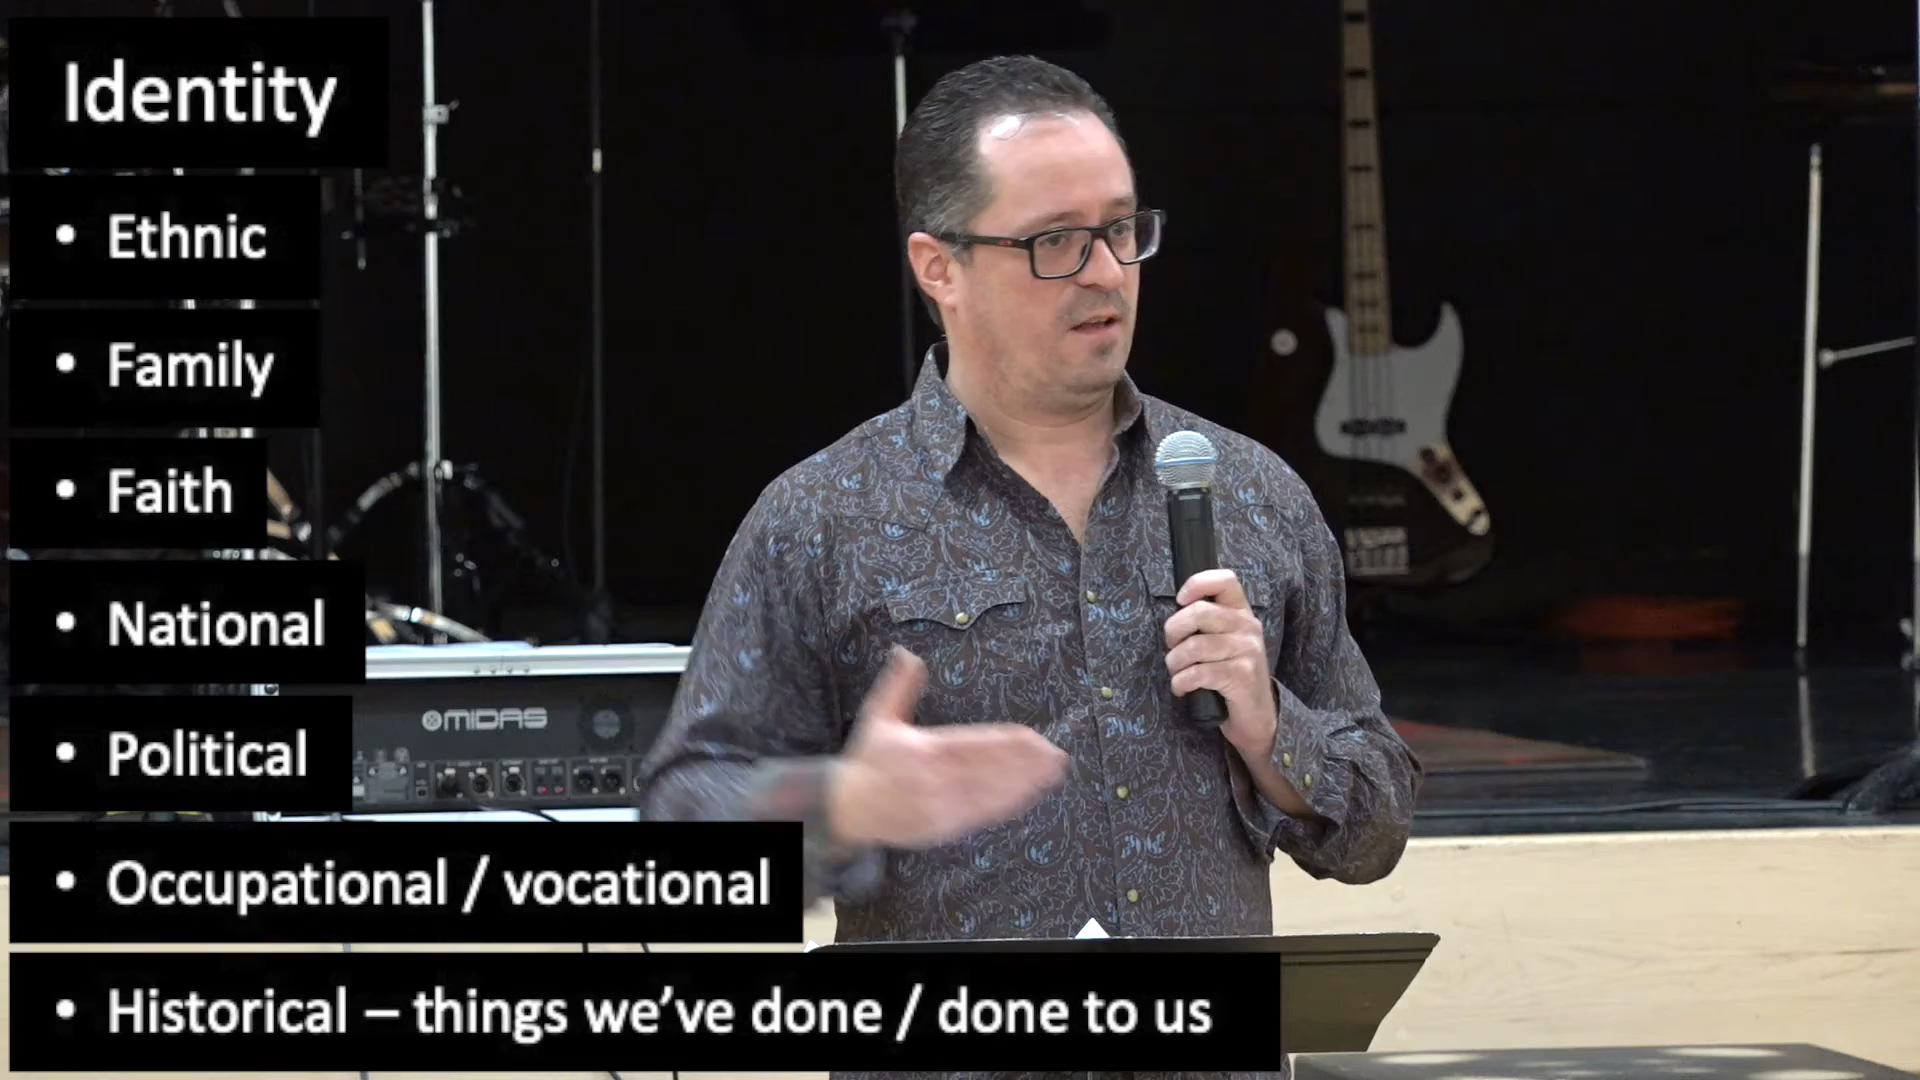 Identity
• Ethnic
• Family
• Faith
• National
• Political
• Occupational / vocational
• Historical – things we've done / done to us
MIDAS